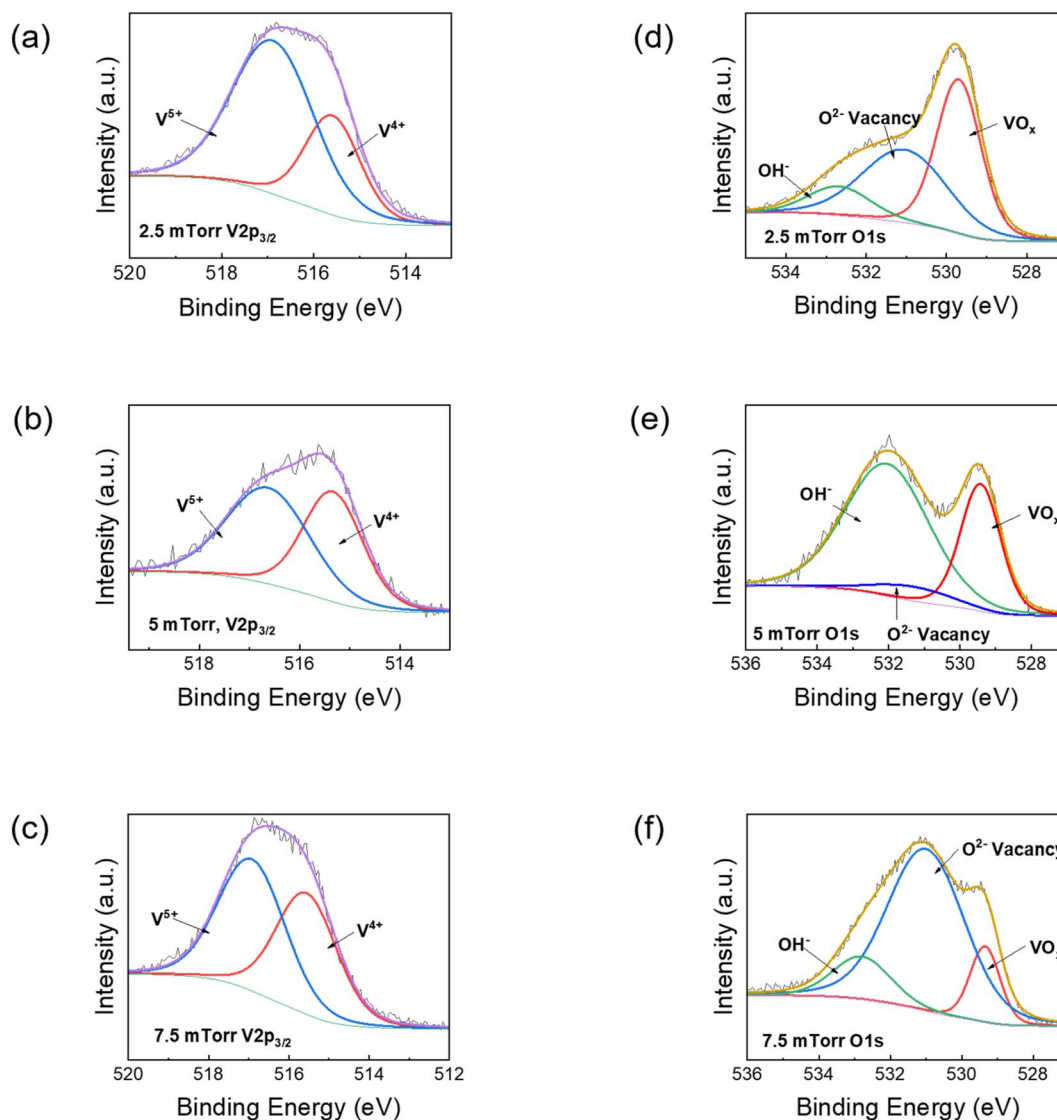 (a)
Intensity (a.u.)
V⁵⁺
V⁴⁺
2.5 mTorr V2p₃/₂
520 518 516 514
Binding Energy (eV)
(d)
Intensity (a.u.)
O²⁻ Vacancy
VOₓ
OH⁻
2.5 mTorr O1s
534 532 530 528
Binding Energy (eV)
(b)
Intensity (a.u.)
V⁵⁺
V⁴⁺
5 mTorr, V2p₃/₂
518 516 514
Binding Energy (eV)
(e)
Intensity (a.u.)
OH⁻
VOₓ
O²⁻ Vacancy
5 mTorr O1s
536 534 532 530 528
Binding Energy (eV)
(c)
Intensity (a.u.)
V⁵⁺
V⁴⁺
7.5 mTorr V2p₃/₂
520 518 516 514 512
Binding Energy (eV)
(f)
Intensity (a.u.)
O²⁻ Vacancy
OH⁻
VOₓ
7.5 mTorr O1s
536 534 532 530 528
Binding Energy (eV)